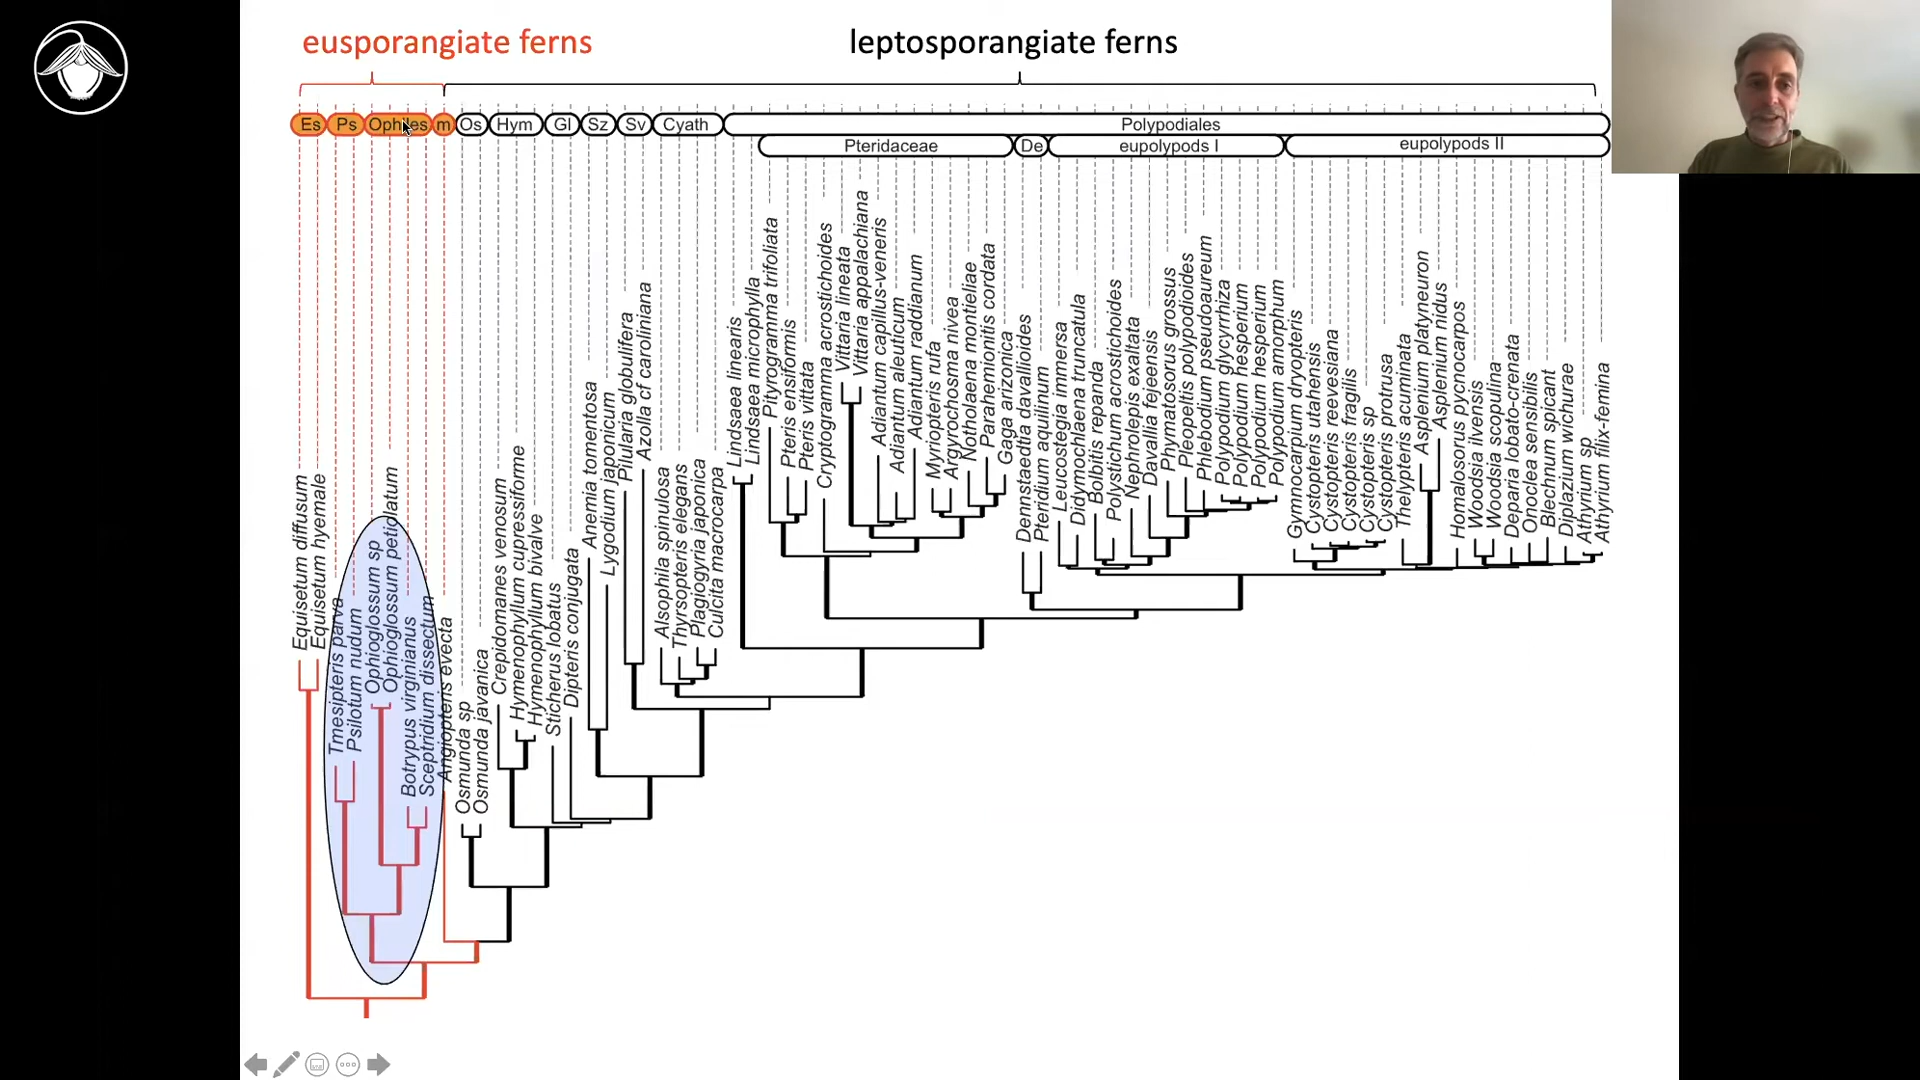 eusporangiate ferns
leptosporangiate ferns
Es
Ps
m
Os
Hym
Gl
Sz
Sv
Cyath
Polypodiales
Pteridaceae
De
eupolypods I
eupolypods II
Equisetum diffusum
Equisetum hyemale
Tmesipteris parva
Psilotum nudum
Ophioglossum sp
Ophioglossum petiolatum
Botrypus virginianus
Sceptridium dissectum
Angiopteris evecta
Osmunda sp
Osmunda javanica
Crepidomanes venosum
Hymenophyllum cupressiforme
Hymenophyllum bivalve
Sticherus lobatus
Dipteris conjugata
Anemia tomentosa
Lygodium japonicum
Pilularia globulifera
Azolla cf caroliniana
Alsophila spinulosa
Thyrsopteris elegans
Plagiogyria japonica
Culcita macrocarpa
Lindsaea linearis
Lindsaea microphylla
Pityrogramma trifoliata
Pteris ensiformis
Pteris vittata
Cryptogramma acrostichoides
Vittaria lineata
Vittaria appalachiana
Adiantum capillus-veneris
Adiantum aleuticum
Adiantum raddianum
Myriopteris rufa
Argyrochosma nivea
Notholaena montieliae
Parahemionitis cordata
Gaga arizonica
Dennstaedtia davallioides
Pteridium aquilinum
Leucostegia immersa
Didymochlaena truncatula
Bolbitis repanda
Polystichum acrostichoides
Nephrolepis exaltata
Davallia fejeensis
Phymatosorus grossus
Pleopeltis polypodioides
Phlebodium pseudoaureum
Polypodium glycyrrhiza
Polypodium hesperium
Polypodium hesperium
Polypodium amorphum
Gymnocarpium dryopteris
Cystopteris utahensis
Cystopteris reevesiana
Cystopteris fragilis
Cystopteris sp
Cystopteris protrusa
Thelypteris acuminata
Asplenium platyneuron
Asplenium nidus
Homalosorus pycnocarpos
Woodsia ilvensis
Woodsia scopulina
Deparia lobato-crenata
Onoclea sensibilis
Blechnum spicant
Diplazium wichurae
Athyrium sp
Athyrium filix-femina